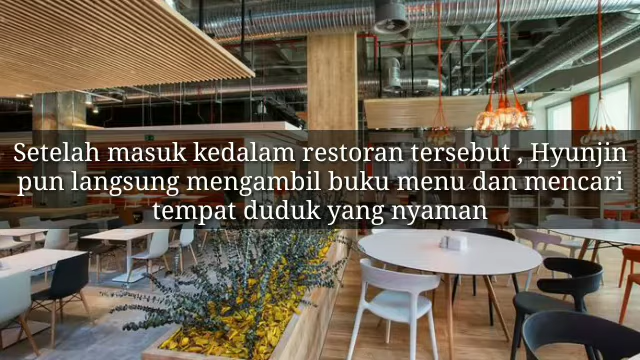 Setelah masuk kedalam restoran tersebut , Hyunjin
pun langsung mengambil buku menu dan mencari
tempat duduk yang nyaman